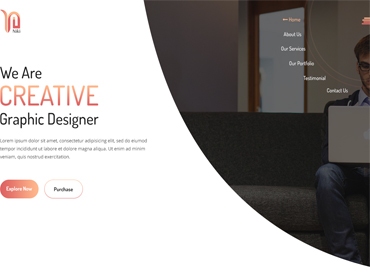 Niki
Home
About Us
Our Services
Our Portfolio
Testimonial
Contact Us
We Are
CREATIVE
Graphic Designer
Lorem ipsum dolor sit amet, consectetur adipiscing elit, sed do eiusmod
tempor incididunt ut labore et dolore magna aliqua. Ut enim ad minim
veniam, quis nostrud exercitation.
Explore Now
Purchase